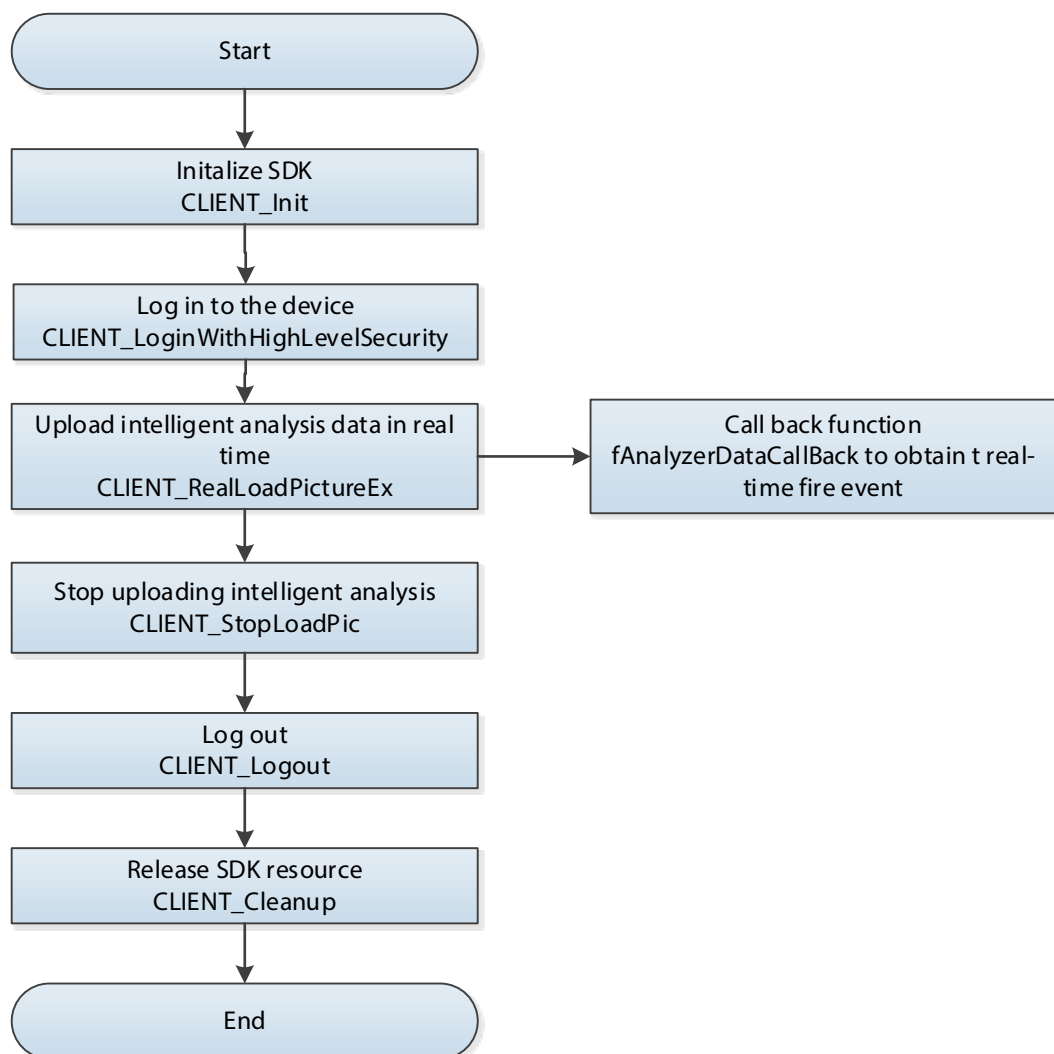 Start
Initalize SDK
CLIENT_Init
Log in to the device
CLIENT_LoginWithHighLevelSecurity
Upload intelligent analysis data in real
time
CLIENT_RealLoadPictureEx
Call back function
fAnalyzerDataCallBack to obtain t real-
time fire event
Stop uploading intelligent analysis
CLIENT_StopLoadPic
Log out
CLIENT_Logout
Release SDK resource
CLIENT_Cleanup
End